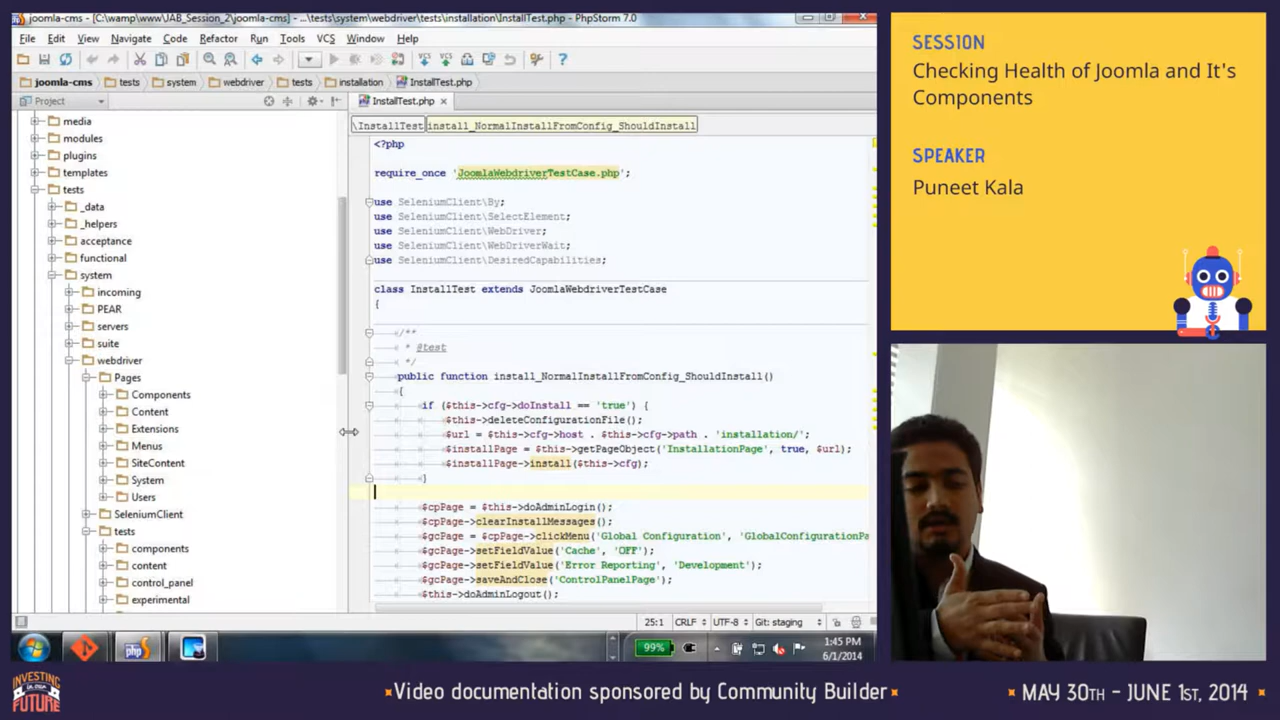 joomla-cms - [C:\wamp\www\JAB_Session_2\joomla-cms] - ...\tests\system\webdriver\tests\installation\InstallTest.php - PhpStorm 7.0
File Edit View Navigate Code Refactor Run Tools VCS Window Help
joomla-cms tests system webdriver tests installation InstallTest.php
Project
InstallTest.php
media
modules
plugins
templates
tests
_data
_helpers
acceptance
functional
system
incoming
PEAR
servers
suite
webdriver
Pages
Components
Content
Extensions
Menus
SiteContent
System
Users
SeleniumClient
tests
components
content
control_panel
experimental
\InstallTest install_NormalInstallFromConfig_ShouldInstall
<?php
require_once 'JoomlaWebdriverTestCase.php';
use SeleniumClient\By;
use SeleniumClient\SelectElement;
use SeleniumClient\WebDriver;
use SeleniumClient\WebDriverWait;
use SeleniumClient\DesiredCapabilities;
class InstallTest extends JoomlaWebdriverTestCase
{
/**
* @test
*/
public function install_NormalInstallFromConfig_ShouldInstall()
{
if ($this->cfg->doInstall == 'true') {
$this->deleteConfigurationFile();
$url = $this->cfg->host . $this->cfg->path . 'installation/';
$installPage = $this->getPageObject('InstallationPage', true, $url);
$installPage->install($this->cfg);
}
$cpPage = $this->doAdminLogin();
$cpPage->clearInstallMessages();
$gcPage = $cpPage->clickMenu('Global Configuration', 'GlobalConfigurationPa
$gcPage->setFieldValue('Cache', 'OFF');
$gcPage->setFieldValue('Error Reporting', 'Development');
$gcPage->saveAndClose('ControlPanelPage');
$this->doAdminLogout();
25:1 CRLF UTF-8 Git: staging
php
99%
1:45 PM
6/1/2014
SESSION
Checking Health of Joomla and It's
Components
SPEAKER
Puneet Kala
INVESTING
IN OUR
FUTURE
Video documentation sponsored by Community Builder
MAY 30TH - JUNE 1ST, 2014